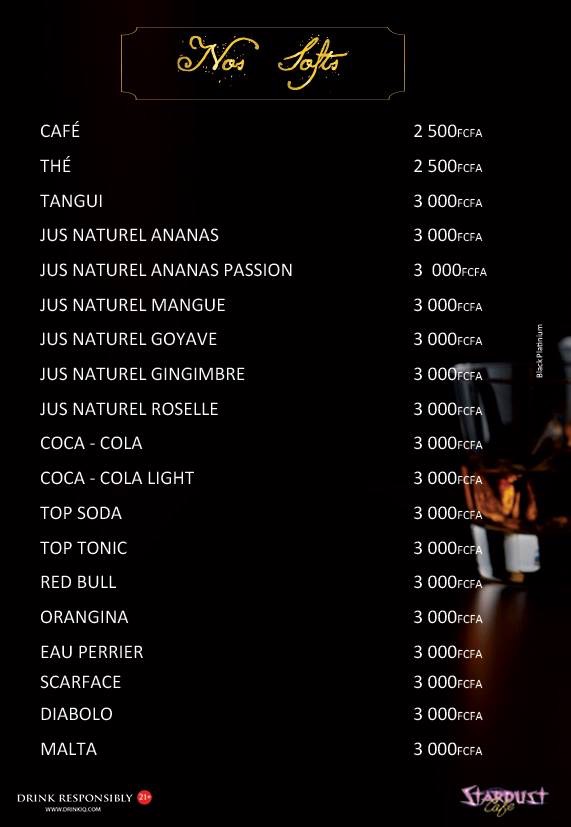 Nos Softs
CAFÉ 2 500FCFA
THÉ 2 500FCFA
TANGUI 3 000FCFA
JUS NATUREL ANANAS 3 000FCFA
JUS NATUREL ANANAS PASSION 3 000FCFA
JUS NATUREL MANGUE 3 000FCFA
JUS NATUREL GOYAVE 3 000FCFA
JUS NATUREL GINGIMBRE 3 000FCFA
JUS NATUREL ROSELLE 3 000FCFA
COCA - COLA 3 000FCFA
COCA - COLA LIGHT 3 000FCFA
TOP SODA 3 000FCFA
TOP TONIC 3 000FCFA
RED BULL 3 000FCFA
ORANGINA 3 000FCFA
EAU PERRIER 3 000FCFA
SCARFACE 3 000FCFA
DIABOLO 3 000FCFA
MALTA 3 000FCFA
BlackPlatinium
DRINK RESPONSIBLY 21+
WWW.DRINKIQ.COM
STARDUST
Café